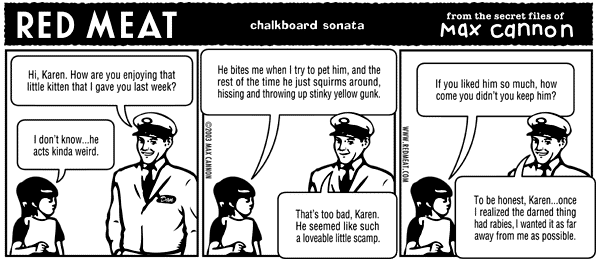 RED MEAT
chalkboard sonata
from the secret files of
Max cannon
Hi, Karen. How are you enjoying that
little kitten that I gave you last week?
I don't know...he
acts kinda weird.
Dan
©2003 MAX CANNON
He bites me when I try to pet him, and the
rest of the time he just squirms around,
hissing and throwing up stinky yellow gunk.
That's too bad, Karen.
He seemed like such
a loveable little scamp.
WWW.REDMEAT.COM
If you liked him so much, how
come you didn't you keep him?
To be honest, Karen...once
I realized the darned thing
had rabies, I wanted it as far
away from me as possible.